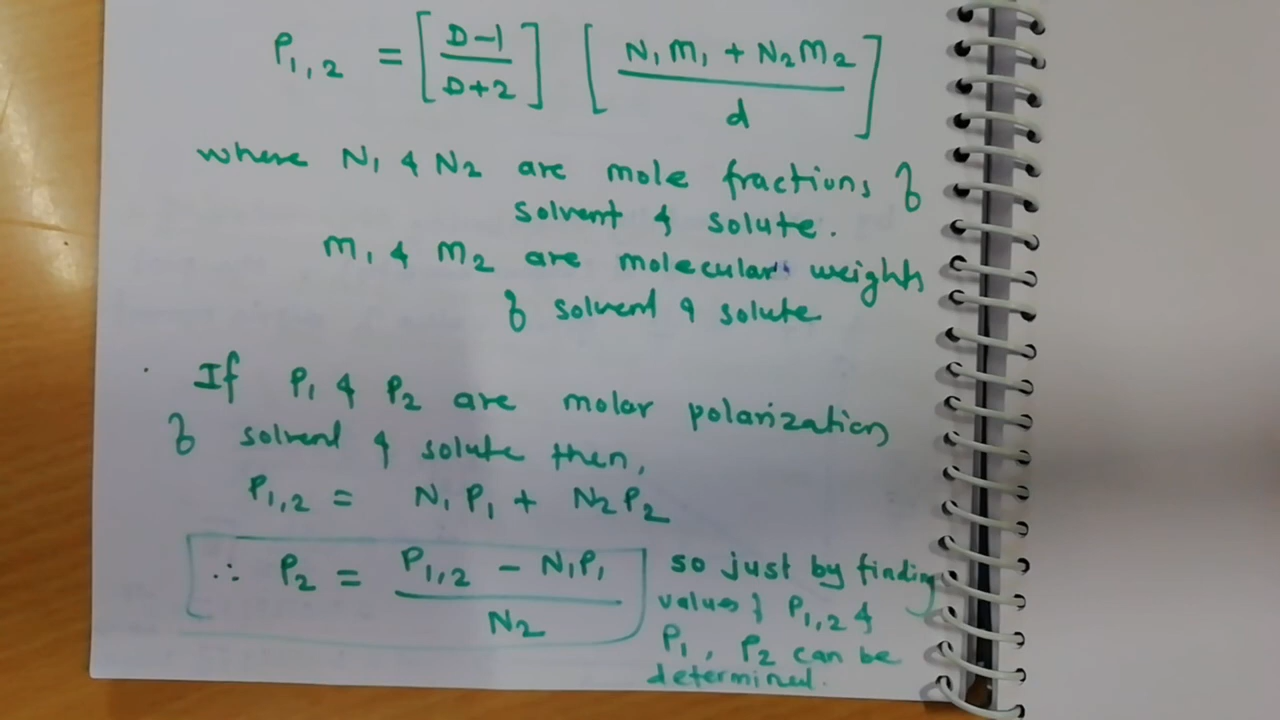 P1,2 = [D-1 / D+2] [N1M1 + N2M2 / d]
where N1 & N2 are mole fractions of
solvent & solute.
M1 & M2 are molecular weights
of solvent & solute
If P1 & P2 are molar polarization
of solvent & solute then,
P1,2 = N1P1 + N2P2
∴ P2 = P1,2 - N1P1 / N2
so just by finding
values of P1,2 &
P1, P2 can be
determined.